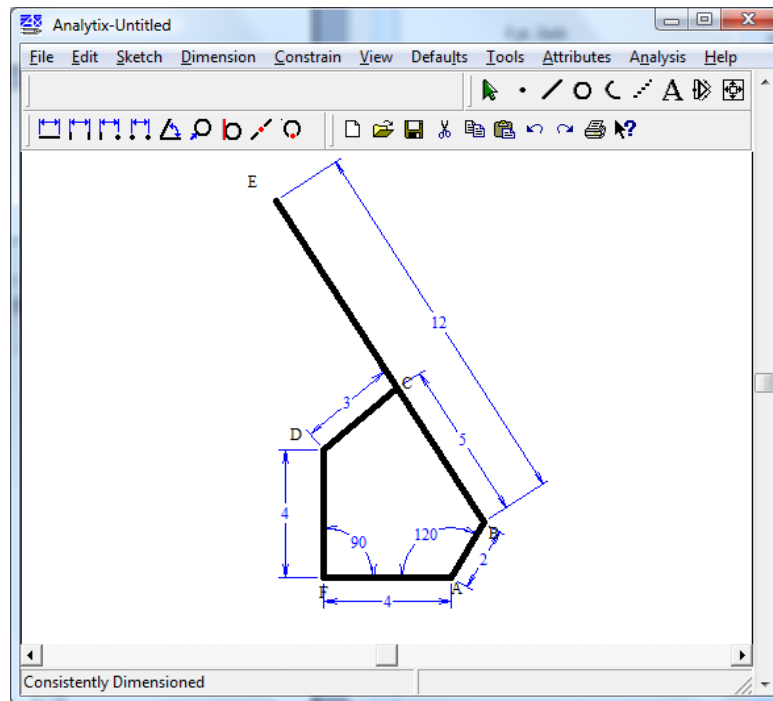 Analytix-Untitled
File Edit Sketch Dimension Constrain View Defaults Tools Attributes Analysis Help
A
?
E
12
C
3
5
D
4
90
120
B
2
F
A
4
Consistently Dimensioned